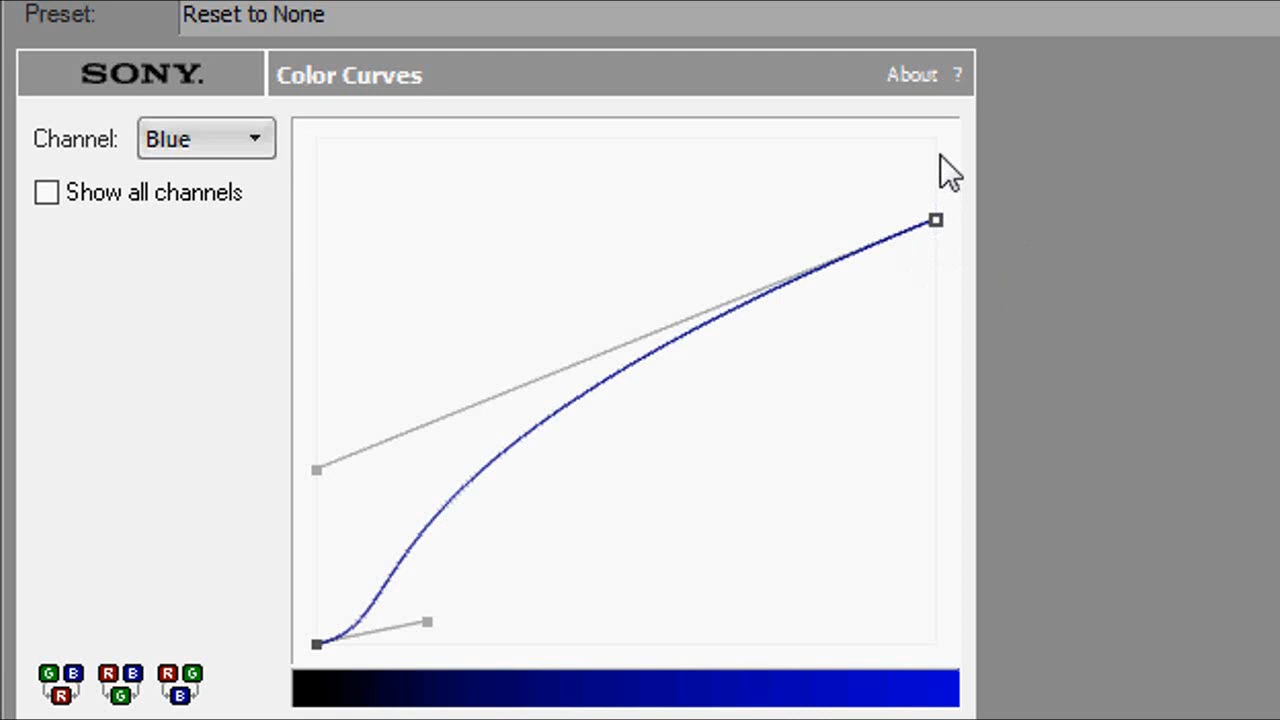 Preset: Reset to None
SONY. Color Curves About ?
Channel: Blue
Show all channels
G B R B R G
R G B